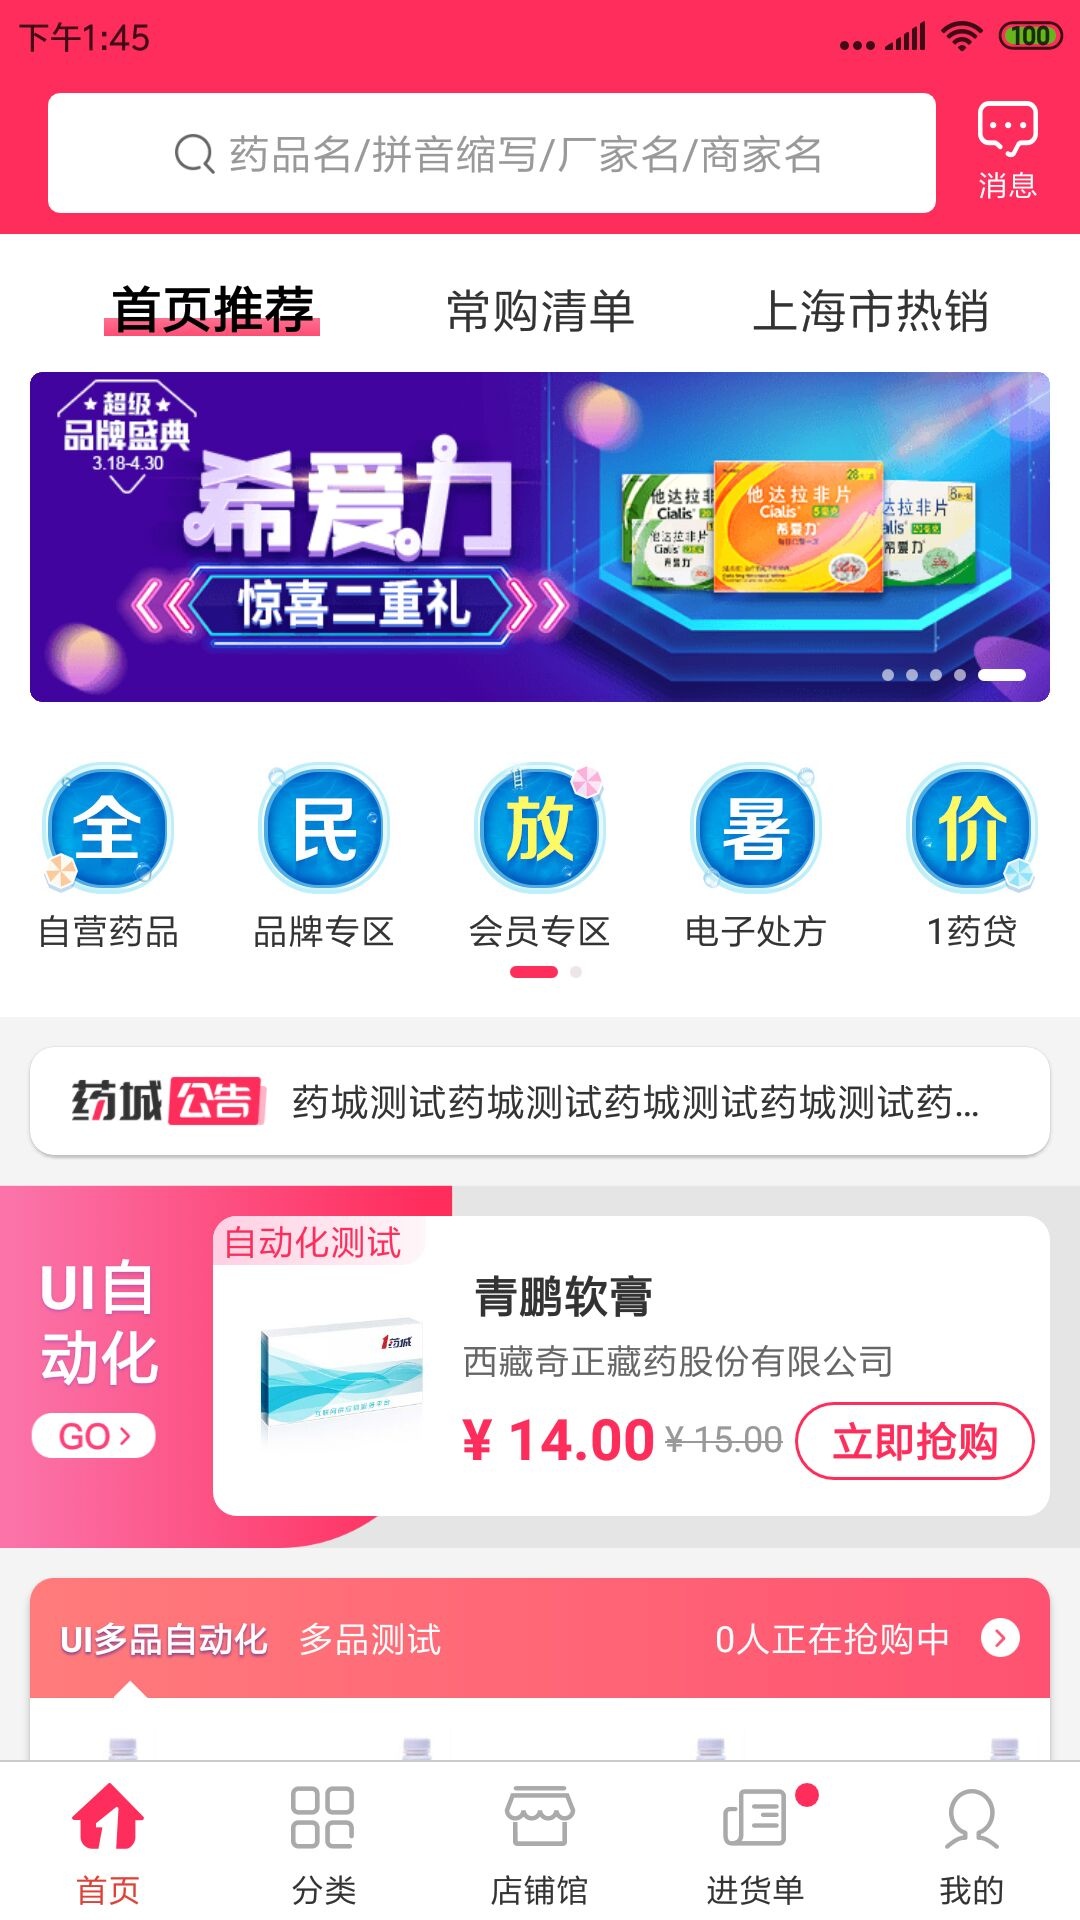 下午1:45
100
药品名/拼音缩写/厂家名/商家名
消息
首页推荐 常购清单 上海市热销
超级
品牌盛典
3.18-4.30
希爱力
惊喜二重礼
他达拉非片
Cialis
5毫克
希爱力
28
8
全 民 放 暑 价
自营药品 品牌专区 会员专区 电子处方 1药贷
药城 公告 药城测试药城测试药城测试药城测试药...
UI自
动化
GO
自动化测试
1药城
青鹏软膏
西藏奇正藏药股份有限公司
¥ 14.00 ¥ 15.00 立即抢购
UI多品自动化 多品测试 0人正在抢购中
首页 分类 店铺馆 进货单 我的